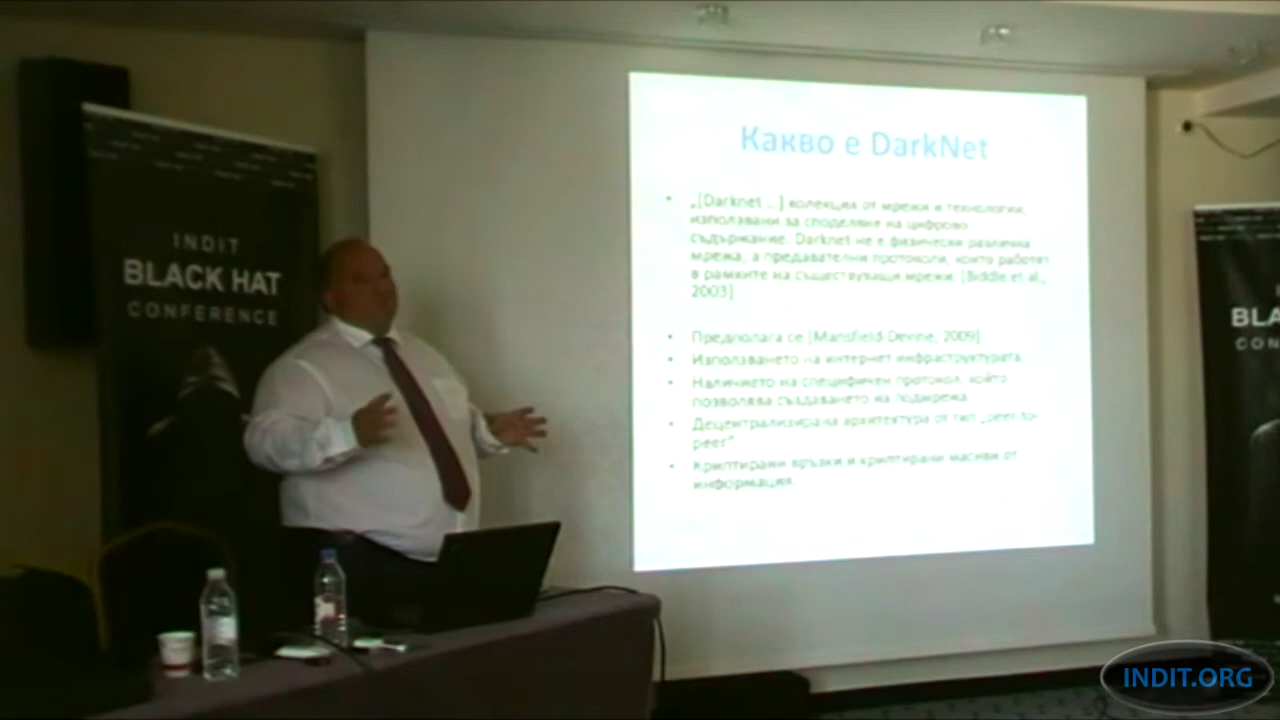 INDIT
BLACK HAT
CONFERENCE
Какво е DarkNet
• „[Darknet ...] колекция от мрежи и технологии,
използвани за споделяне на цифрово
съдържание. Darknet не е физически различна
мрежа, а предавателни протоколи, които работят
в рамките на съществуващи мрежи. [Biddle et al.,
2003]
• Предполага се [Mansfield-Devine, 2009]
• Използването на интернет инфраструктурата
• Наличието на специфичен протокол, който
позволява създаването на подмрежа
• Децентрализирана архитектура от тип „peer-to-
peer"
• Криптирани връзки и криптирани масиви от
информация.
BLA
CON
INDIT.ORG